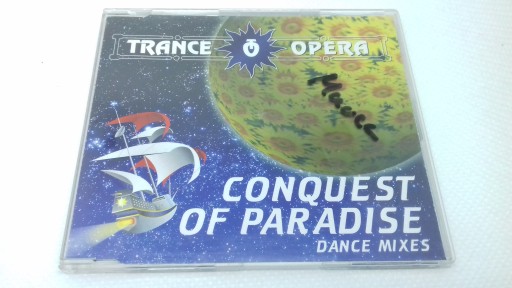 TRANCE OPERA
CONQUEST
OF PARADISE
DANCE MIXES